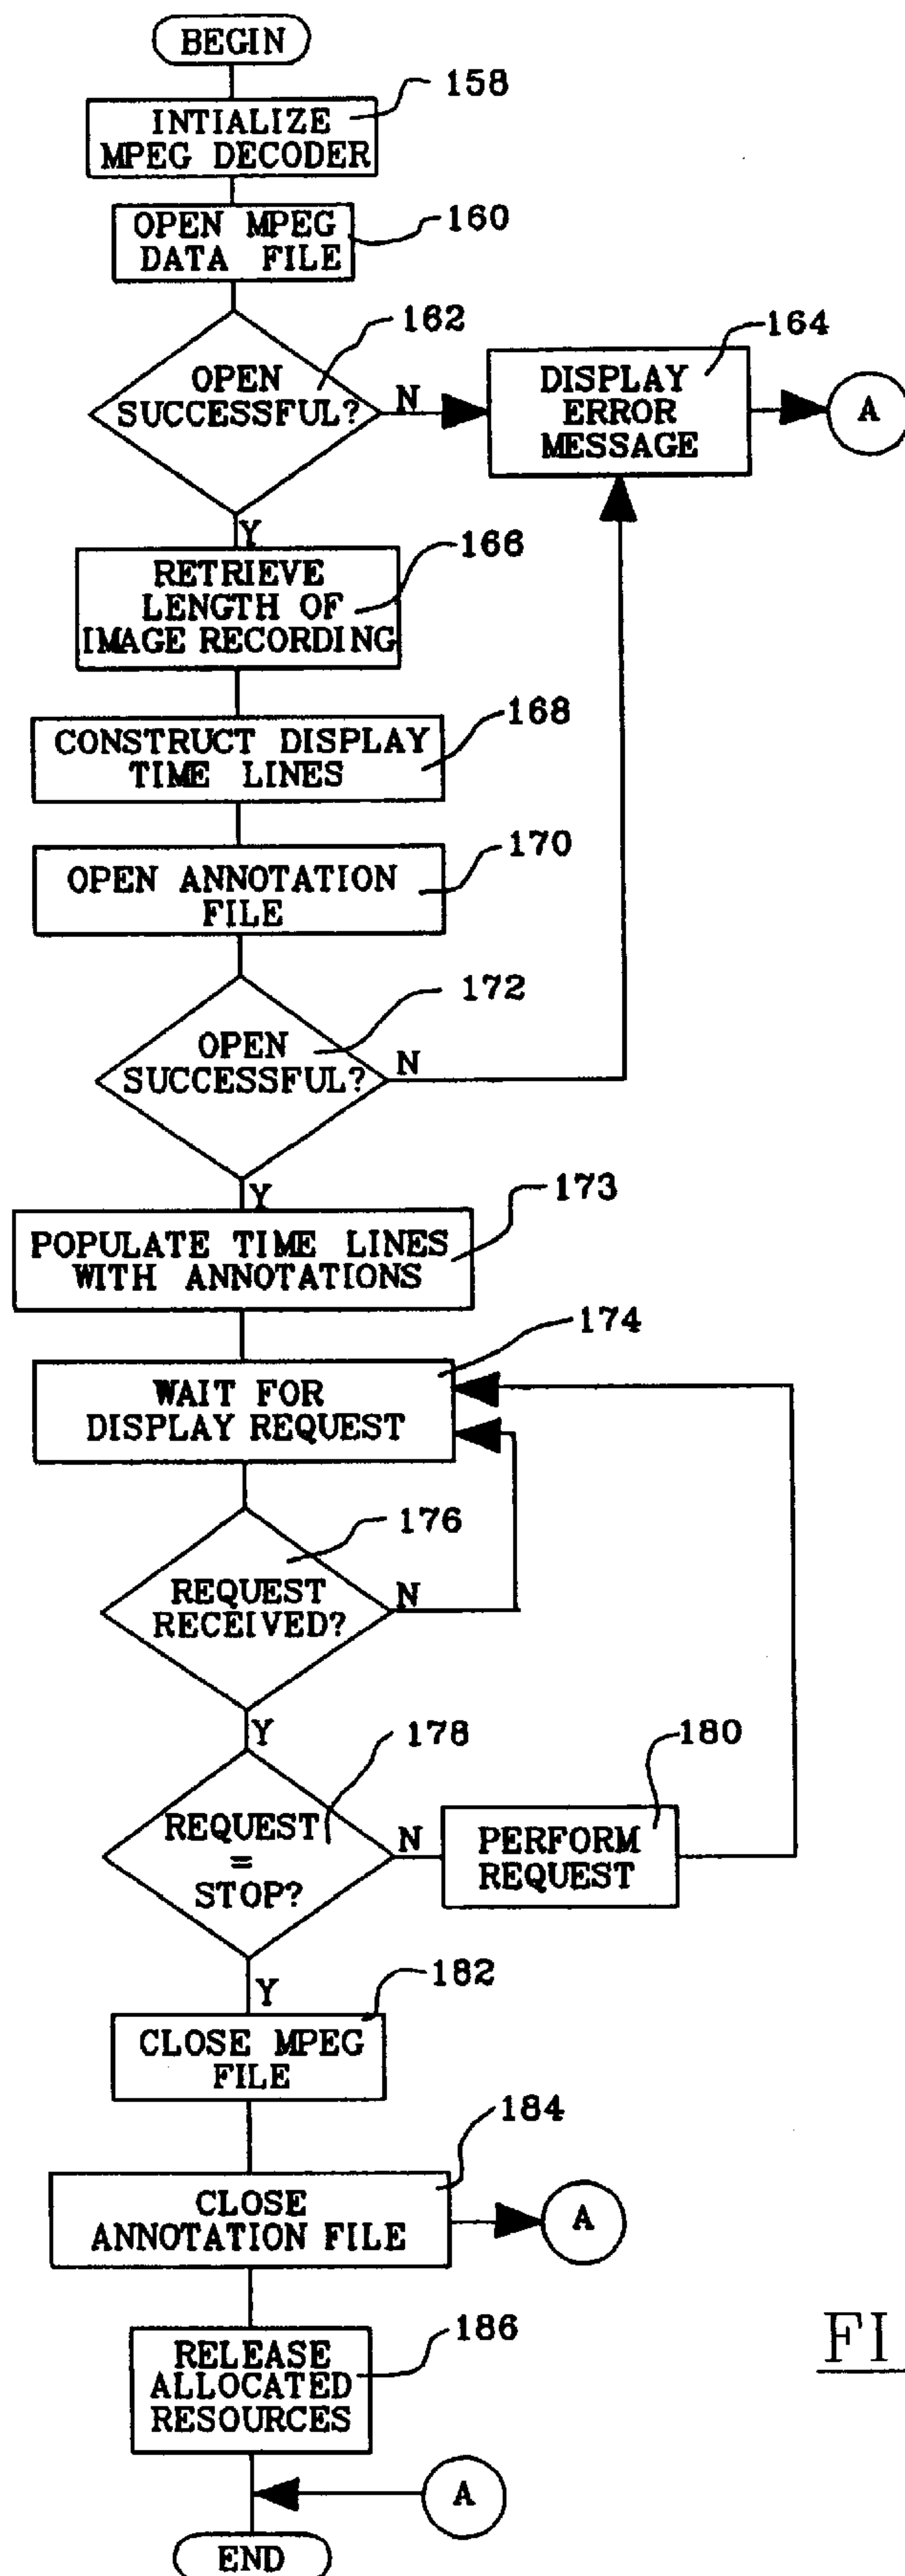 BEGIN
158
INTIALIZE
MPEG DECODER
160
OPEN MPEG
DATA FILE
162
OPEN
SUCCESSFUL?
N
164
DISPLAY
ERROR
MESSAGE
A
Y
166
RETRIEVE
LENGTH OF
IMAGE RECORDING
168
CONSTRUCT DISPLAY
TIME LINES
170
OPEN ANNOTATION
FILE
172
OPEN
SUCCESSFUL?
N
Y
173
POPULATE TIME LINES
WITH ANNOTATIONS
174
WAIT FOR
DISPLAY REQUEST
176
REQUEST
RECEIVED?
N
Y
178
REQUEST
=
STOP?
N
180
PERFORM
REQUEST
Y
182
CLOSE MPEG
FILE
184
CLOSE
ANNOTATION FILE
A
186
RELEASE
ALLOCATED
RESOURCES
FI
A
END